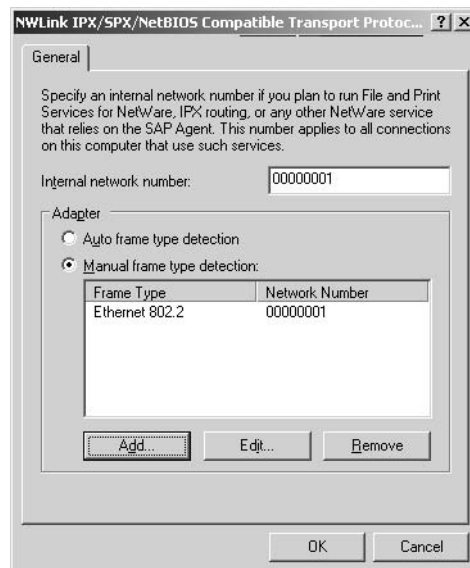 NWLink IPX/SPX/NetBIOS Compatible Transport Protoc... ? X
General
Specify an internal network number if you plan to run File and Print
Services for NetWare, IPX routing, or any other NetWare service
that relies on the SAP Agent. This number applies to all connections
on this computer that use such services.
Internal network number: 00000001
Adapter
Auto frame type detection
Manual frame type detection:
Frame Type Network Number
Ethernet 802.2 00000001
Add... Edit... Remove
OK Cancel